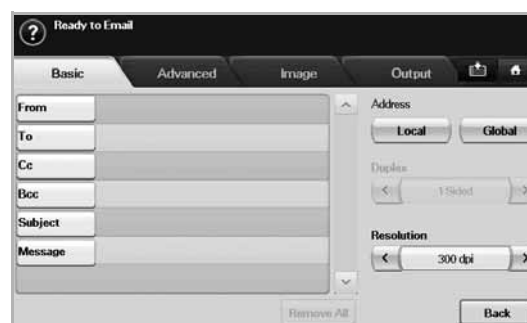 ? Ready to Email
Basic Advanced Image Output
From
To
Cc
Bcc
Subject
Message
Address
Local Global
Duplex
< 1 Sided >
Resolution
< 300 dpi >
Remove All
Back